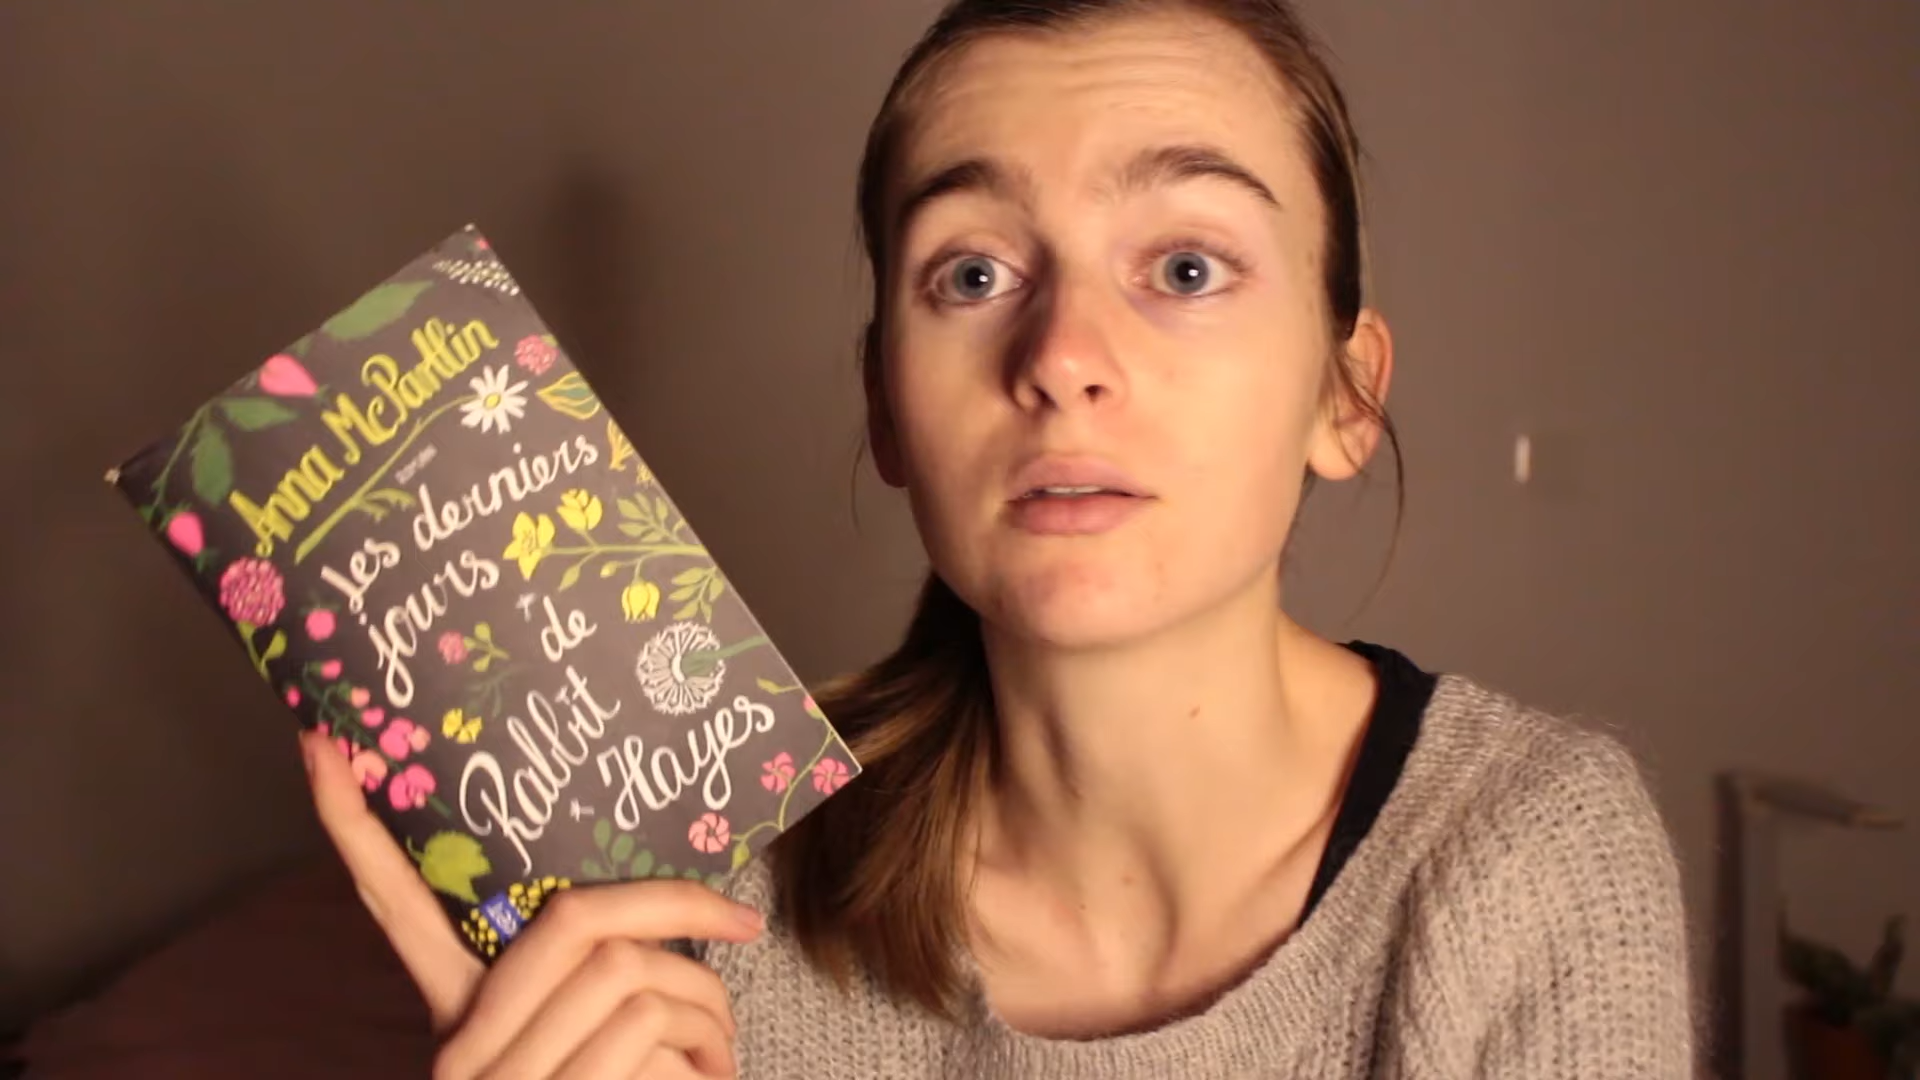 Anna McPartlin
Les derniers
jours
de
Rabbit
Hayes